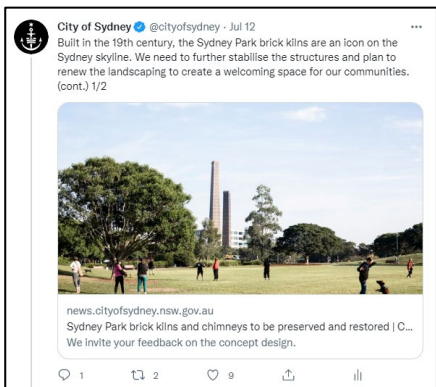 City of Sydney @cityofsydney · Jul 12
Built in the 19th century, the Sydney Park brick kilns are an icon on the
Sydney skyline. We need to further stabilise the structures and plan to
renew the landscaping to create a welcoming space for our communities.
(cont.) 1/2
news.cityofsydney.nsw.gov.au
Sydney Park brick kilns and chimneys to be preserved and restored | C...
We invite your feedback on the concept design.
1 2 9